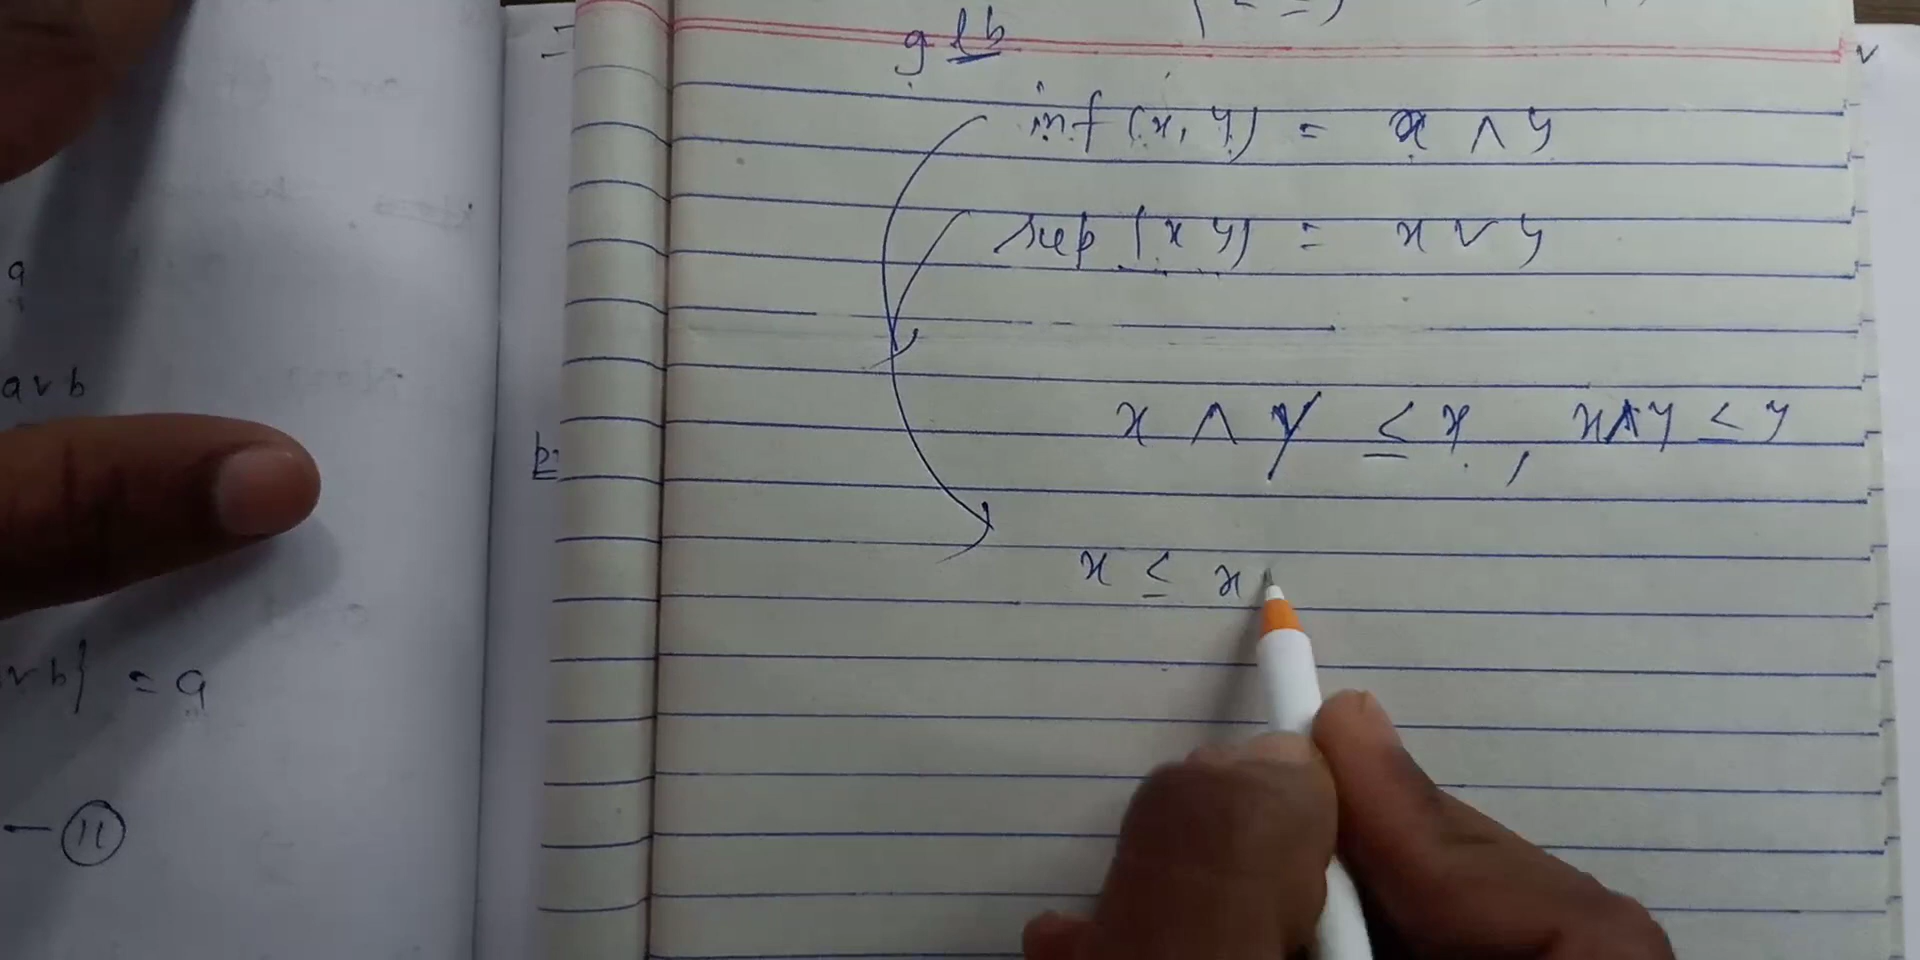 glb
inf (x, y) = x ∧ y
sup {x y} = x ∨ y
x ∧ y ≤ x, x ∧ y ≤ y
x ≤ x
a
a v b
v b} = a
— (11)